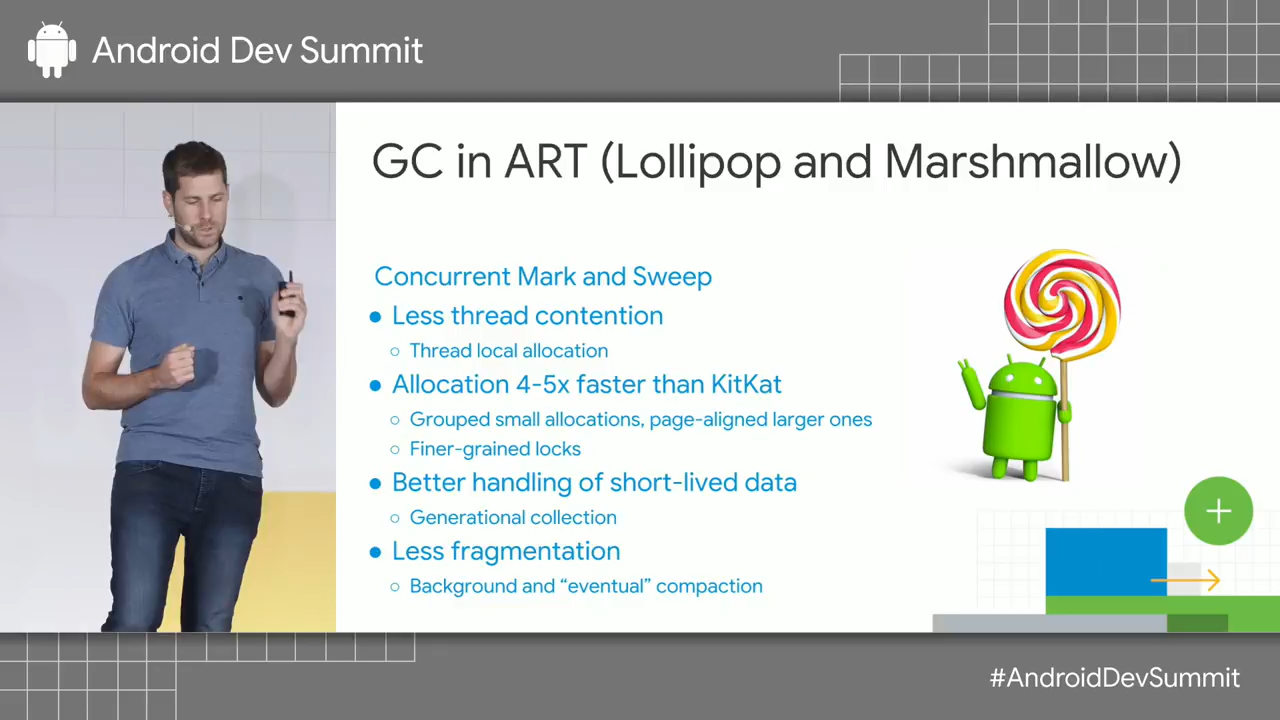 Android Dev Summit
GC in ART (Lollipop and Marshmallow)
Concurrent Mark and Sweep
● Less thread contention
○ Thread local allocation
● Allocation 4-5x faster than KitKat
○ Grouped small allocations, page-aligned larger ones
○ Finer-grained locks
● Better handling of short-lived data
○ Generational collection
● Less fragmentation
○ Background and “eventual” compaction
#AndroidDevSummit